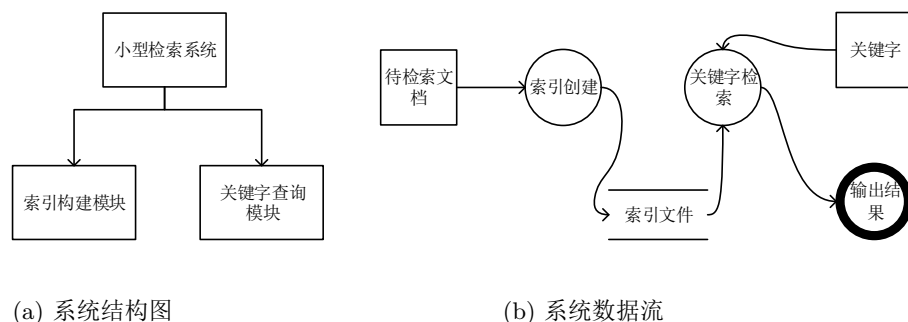 小型检索系统
索引构建模块
关键字查询
模块
(a) 系统结构图
待检索文
档
索引创建
关键字检
索
关键字
索引文件
输出结
果
(b) 系统数据流